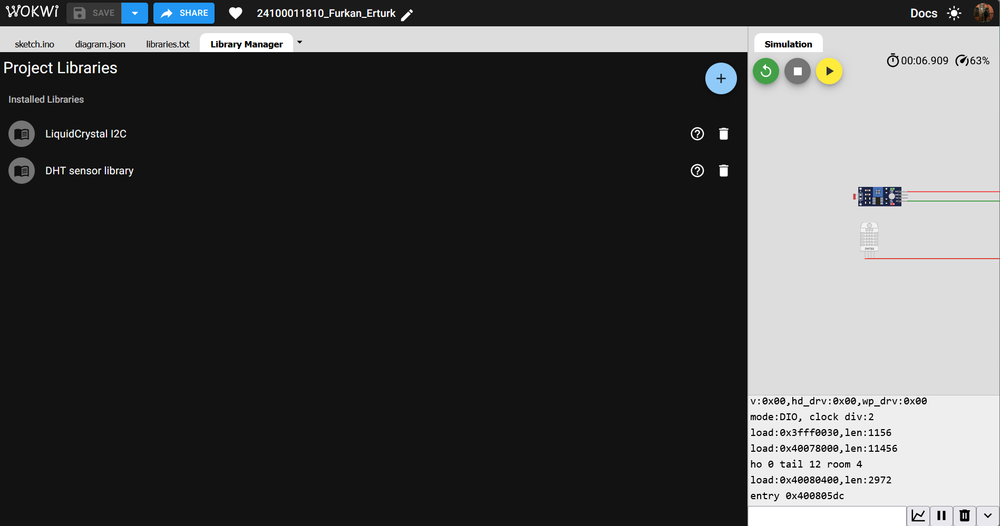 WOKWI
SAVE
SHARE
24100011810_Furkan_Erturk
Docs
sketch.ino
diagram.json
libraries.txt
Library Manager
Simulation
Project Libraries
00:06.909
63%
Installed Libraries
LiquidCrystal I2C
DHT sensor library
DHT22
v:0x00,hd_drv:0x00,wp_drv:0x00
mode:DIO, clock div:2
load:0x3fff0030,len:1156
load:0x40078000,len:11456
ho 0 tail 12 room 4
load:0x40080400,len:2972
entry 0x400805dc